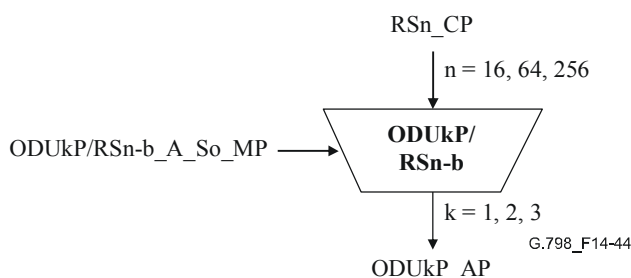 RSn_CP
n = 16, 64, 256
ODUkP/
RSn-b
ODUkP/RSn-b_A_So_MP
k = 1, 2, 3
G.798_F14-44
ODUkP_AP